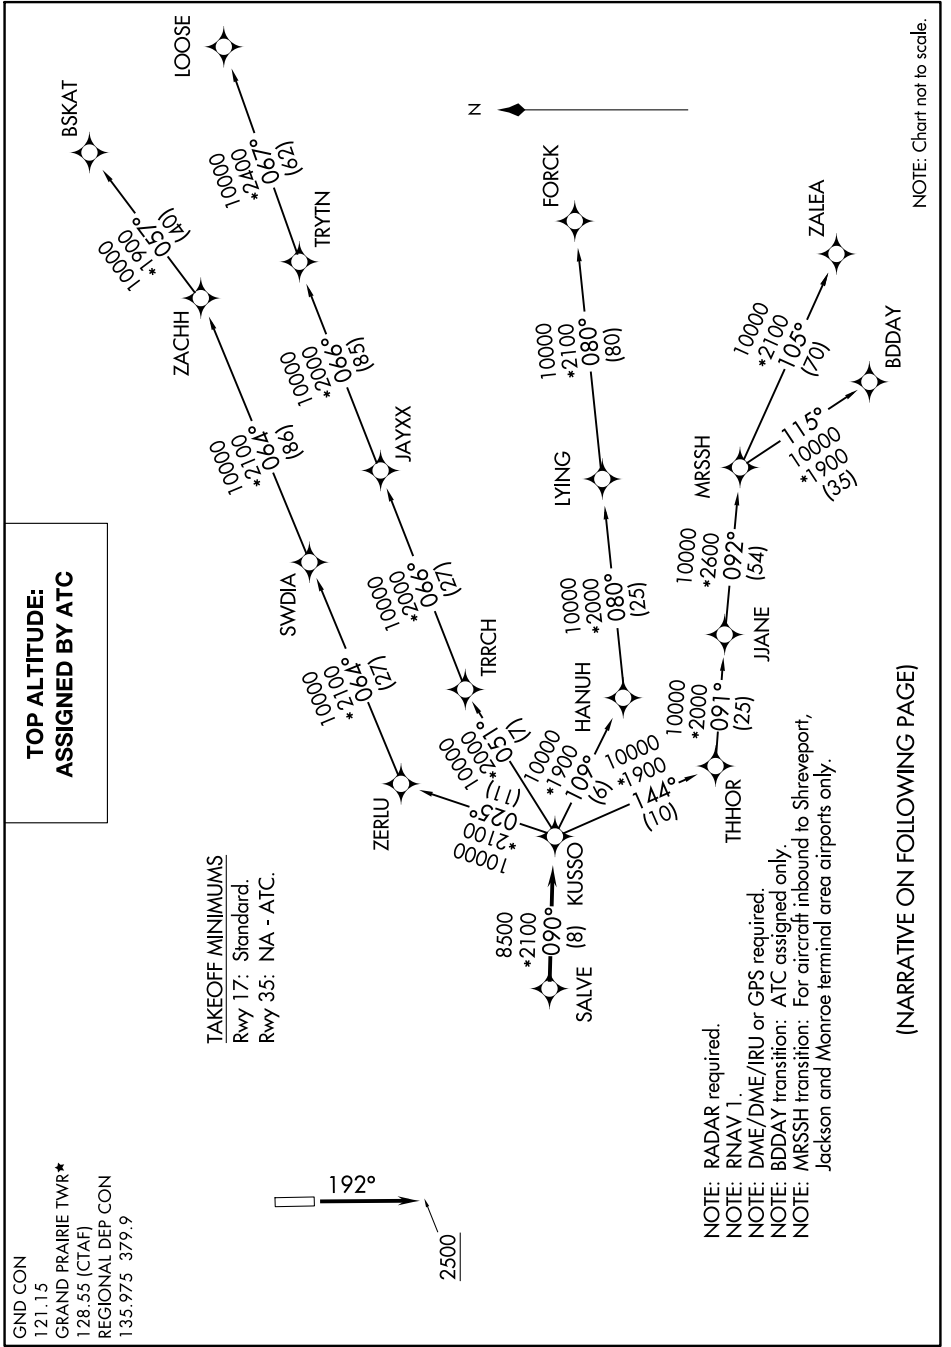 GND CON
121.15
GRAND PRAIRIE TWR★
128.55 (CTAF)
REGIONAL DEP CON
135.975 379.9
TOP ALTITUDE:
ASSIGNED BY ATC
TAKEOFF MINIMUMS
Rwy 17: Standard.
Rwy 35: NA - ATC.
192°
2500
SALVE
8500
*2100
090°
(8)
KUSSO
10000
*2100
025°
(11)
ZERLU
10000
*2100
064°
(27)
SWDIA
10000
*2100
064°
(86)
ZACHH
10000
*1900
057°
(40)
BSKAT
10000
*2000
051°
(7)
TRRCH
10000
*2000
066°
(27)
JAYXX
10000
*2000
066°
(85)
TRYTN
10000
*2400
067°
(62)
LOOSE
N
10000
*1900
109°
(6)
HANUH
10000
*2000
080°
(25)
LYING
10000
*2100
080°
(80)
FORCK
10000
*1900
144°
(10)
THHOR
10000
*2000
091°
(25)
JJANE
10000
*2600
092°
(54)
MRSSH
10000
*2100
105°
(70)
ZALEA
115°
10000
*1900
(35)
BDDAY
NOTE: RADAR required.
NOTE: RNAV 1.
NOTE: DME/DME/IRU or GPS required.
NOTE: BDDAY transition: ATC assigned only.
NOTE: MRSSH transition: For aircraft inbound to Shreveport,
Jackson and Monroe terminal area airports only.
(NARRATIVE ON FOLLOWING PAGE)
NOTE: Chart not to scale.